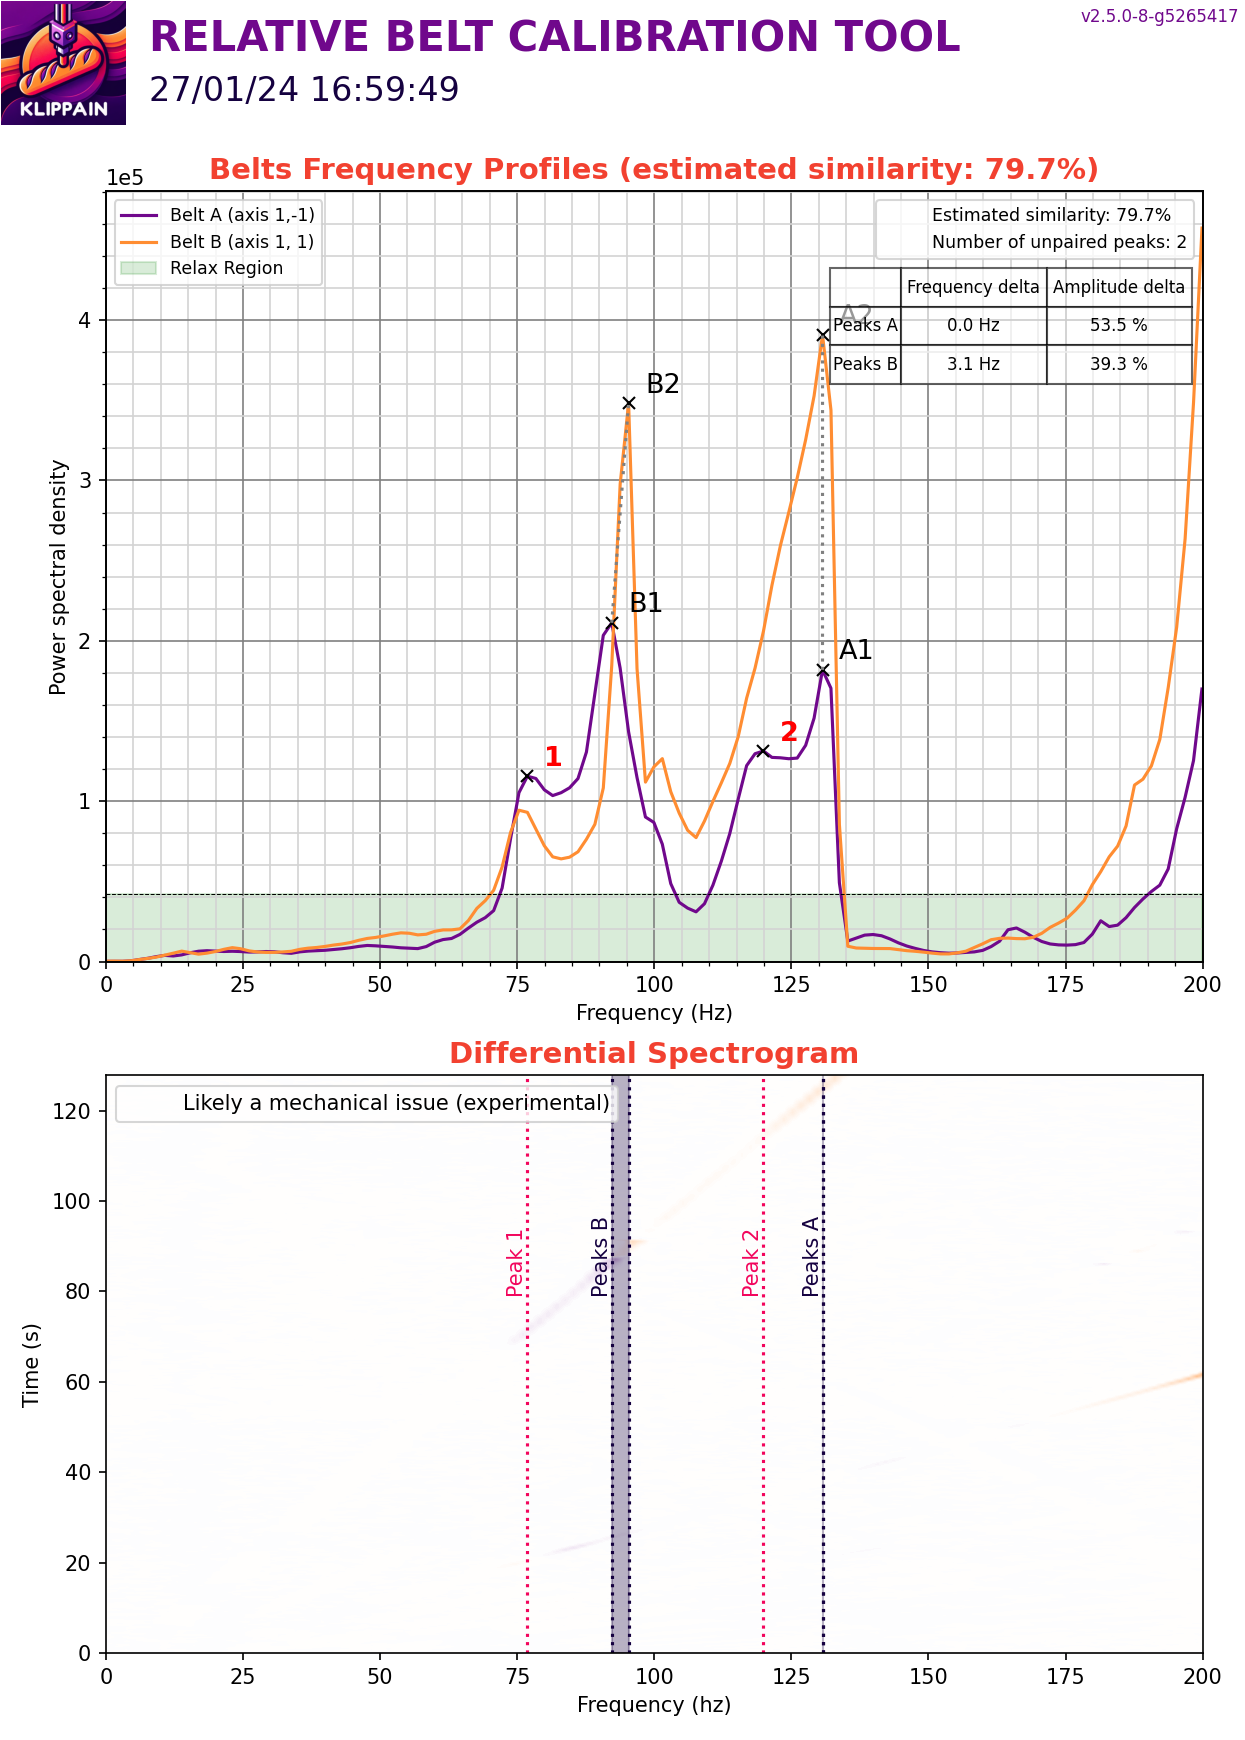 v2.5.0-8-g5265417
RELATIVE BELT CALIBRATION TOOL
27/01/24 16:59:49
KLIPPAIN
Belts Frequency Profiles (estimated similarity: 79.7%)
1e5
Belt A (axis 1,-1)
Belt B (axis 1, 1)
Relax Region
Estimated similarity: 79.7%
Number of unpaired peaks: 2
Frequency delta Amplitude delta
Peaks A 0.0 Hz 53.5 %
Peaks B 3.1 Hz 39.3 %
A2
B2
B1
A1
1
2
Power spectral density
4
3
2
1
0
0 25 50 75 100 125 150 175 200
Frequency (Hz)
Differential Spectrogram
Likely a mechanical issue (experimental)
Peak 1
Peaks B
Peak 2
Peaks A
Time (s)
120
100
80
60
40
20
0
0 25 50 75 100 125 150 175 200
Frequency (hz)